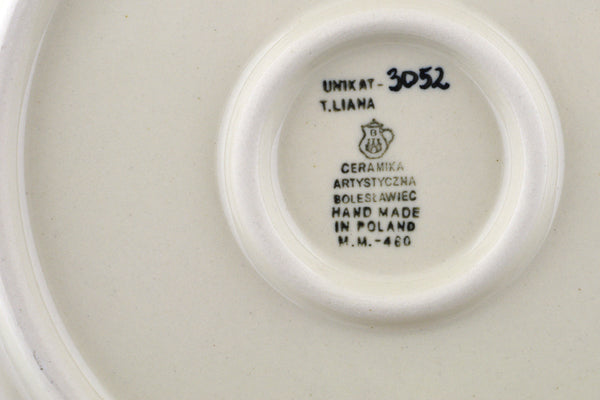 UNIKAT-3052
T.LIANA
B
CERAMIKA
ARTYSTYCZNA
BOLESŁAWIEC
HAND MADE
IN POLAND
M.M.-460